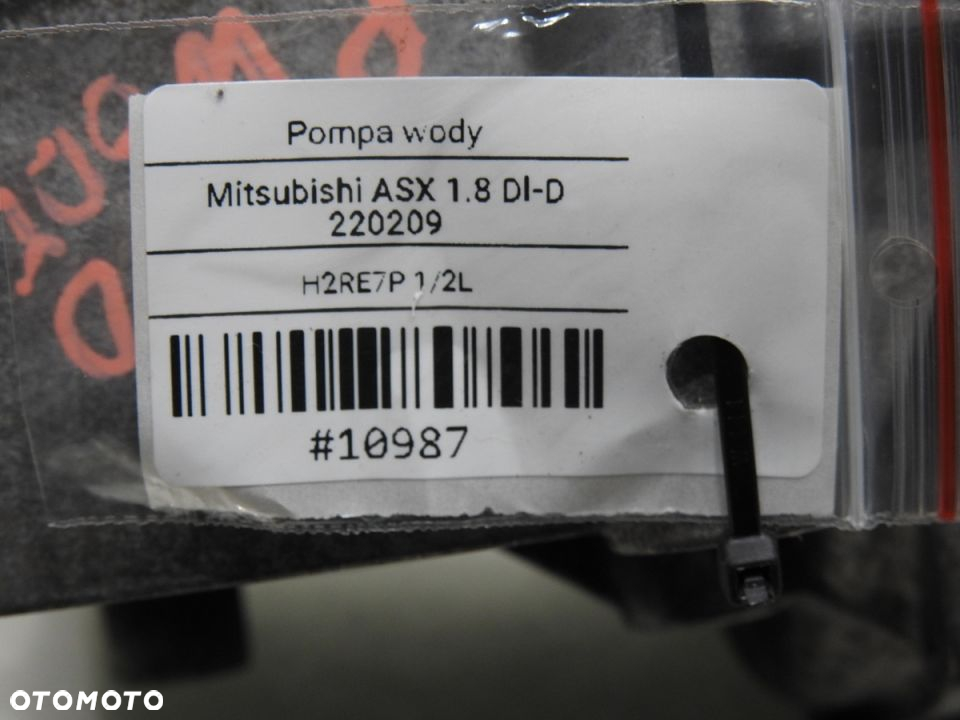 Pompa wody
Mitsubishi ASX 1.8 DI-D
220209
H2RE7P 1/2L
#10987
OTOMOTO